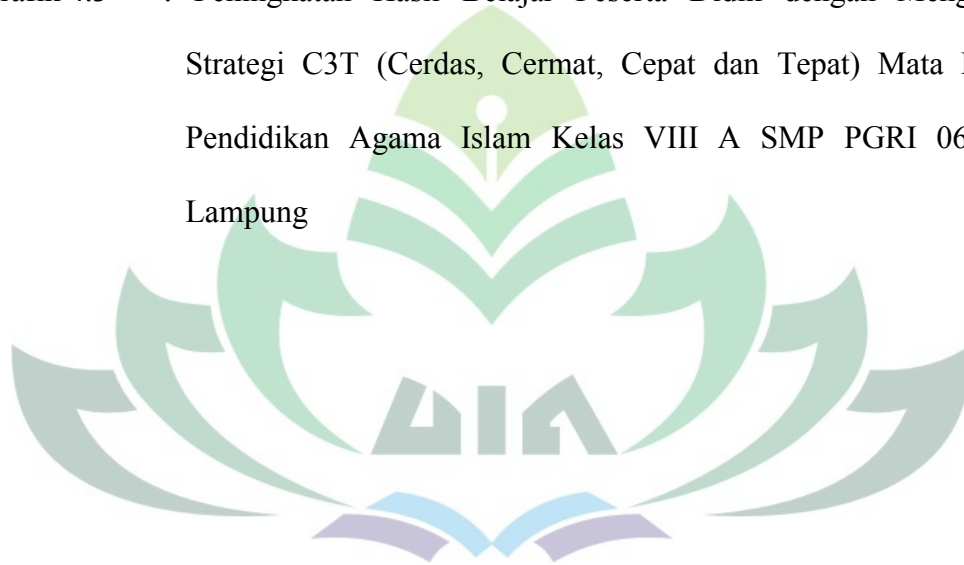 : Peningkatan Hasil Belajar Peserta Didik dengan Meng
Strategi C3T (Cerdas, Cermat, Cepat dan Tepat) Mata
Pendidikan Agama Islam Kelas VIII A SMP PGRI 06
Lampung
UIN